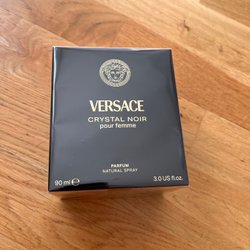 VERSACE
CRYSTAL NOIR
pour femme
PARFUM
NATURAL SPRAY
90 ml ℮ 3.0 US fl.oz.